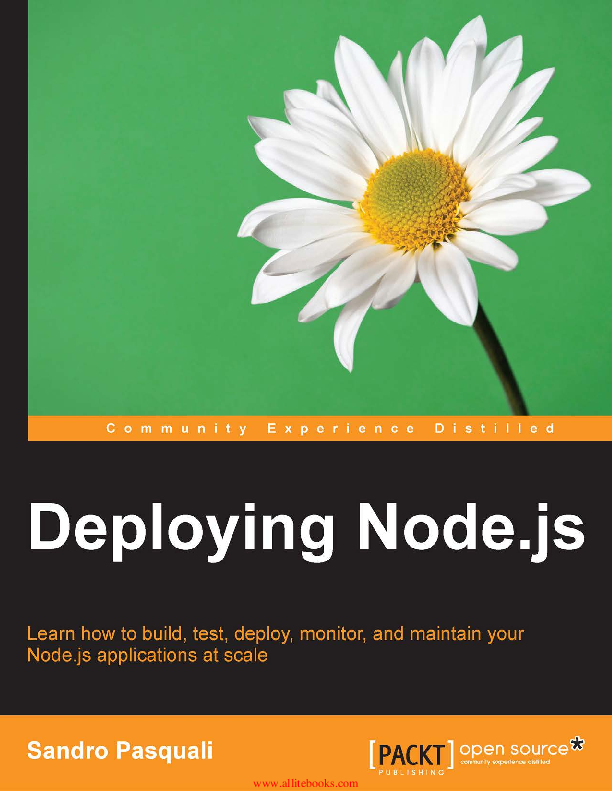 Community Experience Distilled
Deploying Node.js
Learn how to build, test, deploy, monitor, and maintain your
Node.js applications at scale
Sandro Pasquali
[PACKT] open source*
PUBLISHING community experience distilled
www.allitebooks.com